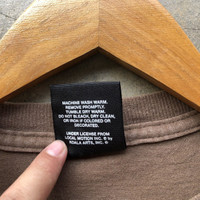 MACHINE WASH WARM.
REMOVE PROMPTLY.
TUMBLE DRY WARM.
DO NOT BLEACH, DRY CLEAN,
OR IRON IF COLORED OR
DECORATED.
UNDER LICENSE FROM
LOCAL MOTION INC. © by
KOALA ARTS, INC. ®